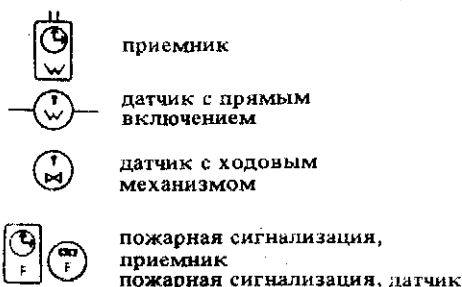 W
приемник
W
датчик с прямым
включением
датчик с ходовым
механизмом
F
F
пожарная сигнализация,
приемник
пожарная сигнализация, датчик